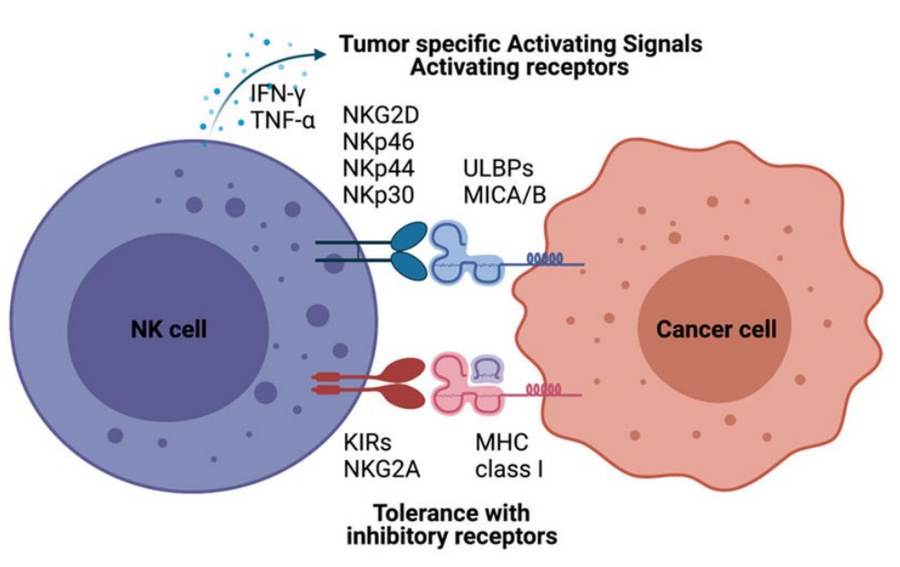 Tumor specific Activating Signals
Activating receptors
IFN-γ
TNF-α
NKG2D
NKp46
NKp44
NKp30
ULBPs
MICA/B
NK cell
Cancer cell
KIRs
NKG2A
MHC
class I
Tolerance with
inhibitory receptors